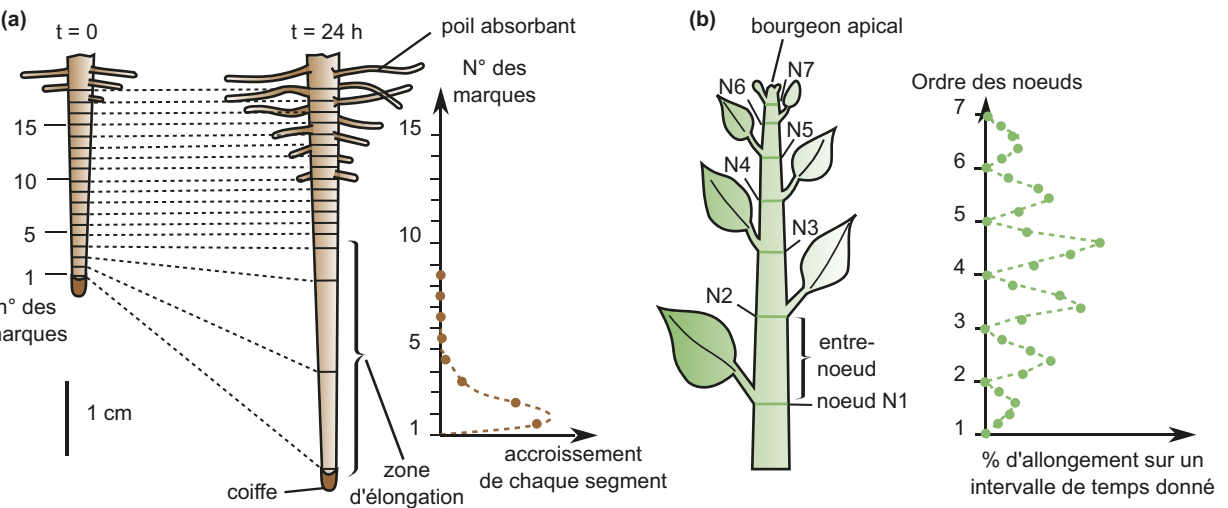 (a)
t = 0
t = 24 h
poil absorbant
N° des
marques
15
10
5
1
n° des
marques
1 cm
coiffe
zone
d'élongation
15
10
5
1
accroissement
de chaque segment
(b)
bourgeon apical
N7
N6
N5
N4
N3
N2
entre-
noeud
noeud N1
Ordre des noeuds
7
6
5
4
3
2
1
% d'allongement sur un
intervalle de temps donné